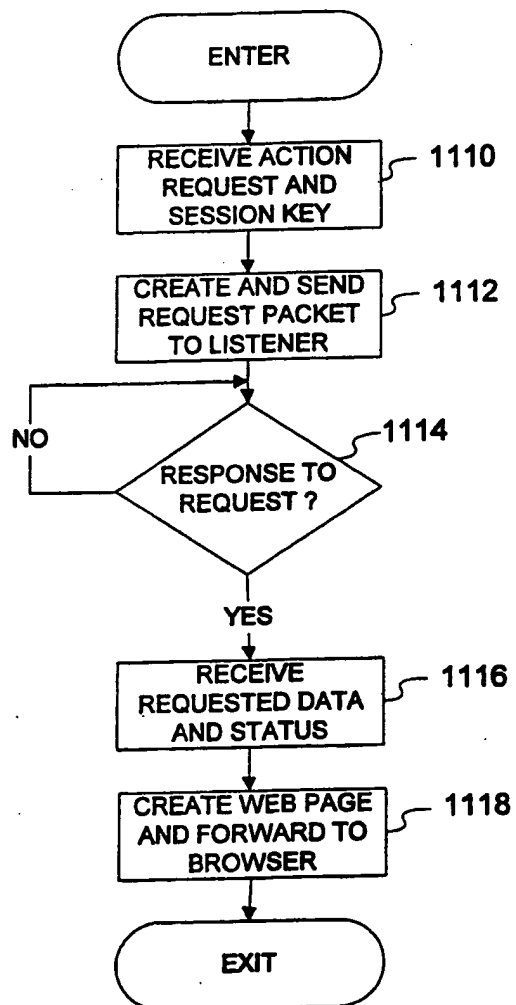 ENTER
RECEIVE ACTION
REQUEST AND
SESSION KEY
1110
CREATE AND SEND
REQUEST PACKET
TO LISTENER
1112
NO
RESPONSE TO
REQUEST ?
1114
YES
RECEIVE
REQUESTED DATA
AND STATUS
1116
CREATE WEB PAGE
AND FORWARD TO
BROWSER
1118
EXIT